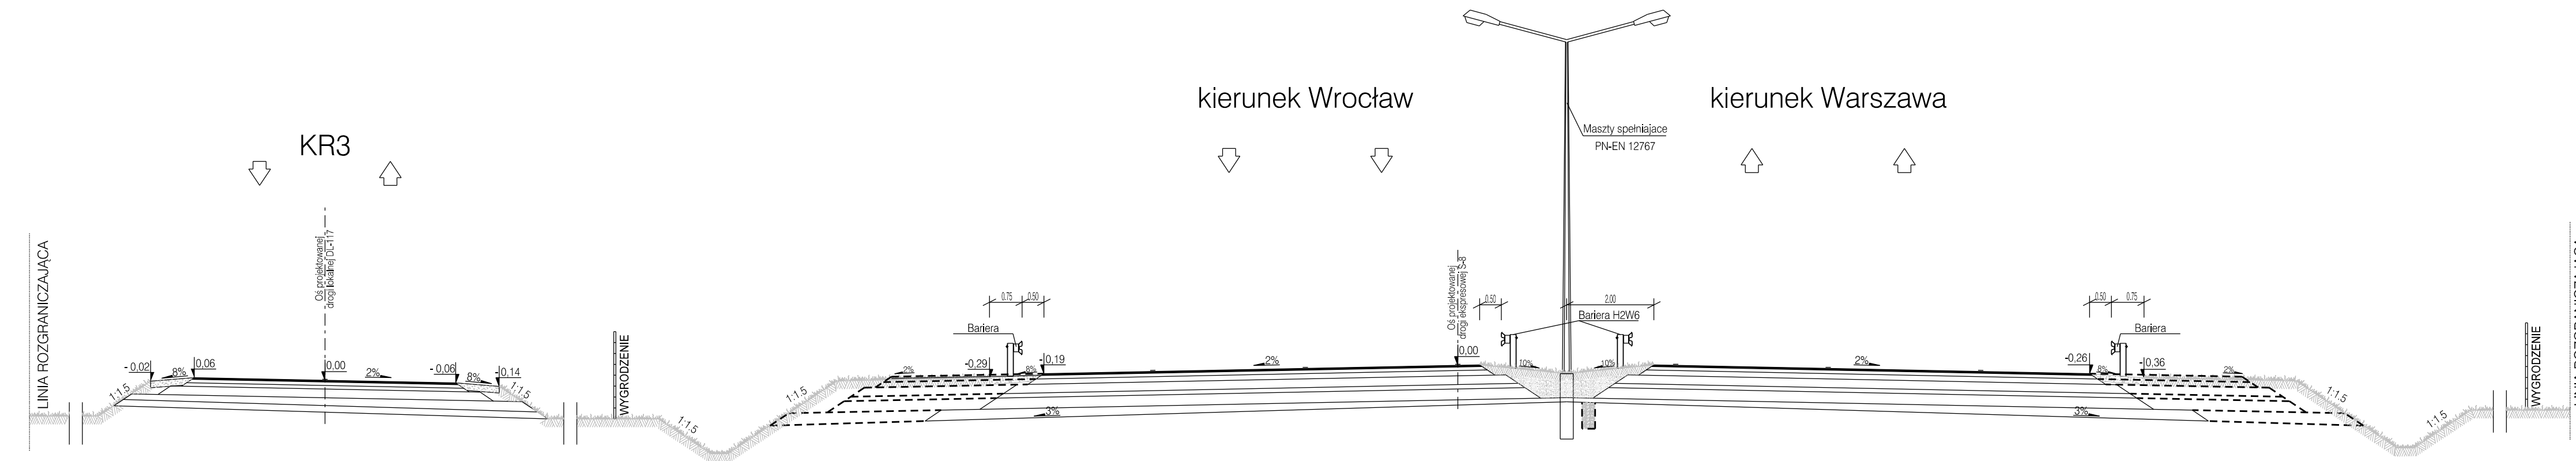 kierunek Wrocław
kierunek Warszawa
KR3
Maszty spełniajace
PN-EN 12767
LINIA ROZGRANICZAJĄCA
Oś projektowanej
drogi lokalnej DL-117
- 0,02
8%
0,06
0,00
2%
- 0,06
8%
- 0,14
1:1.5
1:1.5
WYGRODZENIE
1:1.5
1:1.5
0.75
0.50
Bariera
-0,29
-0,19
2%
8%
2%
3%
Oś projektowanej
drogi ekspresowej S-8
0,00
0.50
2.00
Bariera H2W6
10%
10%
2%
3%
0.50
0.75
Bariera
-0,26
-0,36
8%
2%
1:1.5
1:1.5
WYGRODZENIE